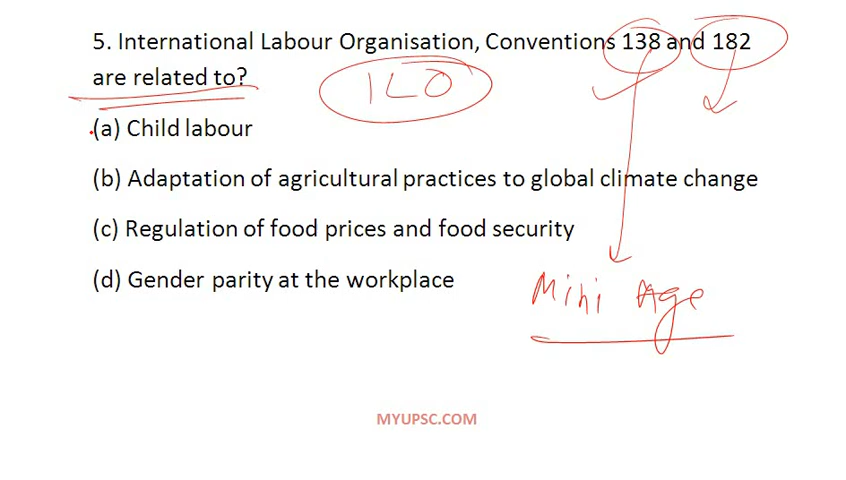 5. International Labour Organisation, Conventions 138 and 182
are related to?
ILO
(a) Child labour
(b) Adaptation of agricultural practices to global climate change
(c) Regulation of food prices and food security
(d) Gender parity at the workplace
Mini Age
MYUPSC.COM